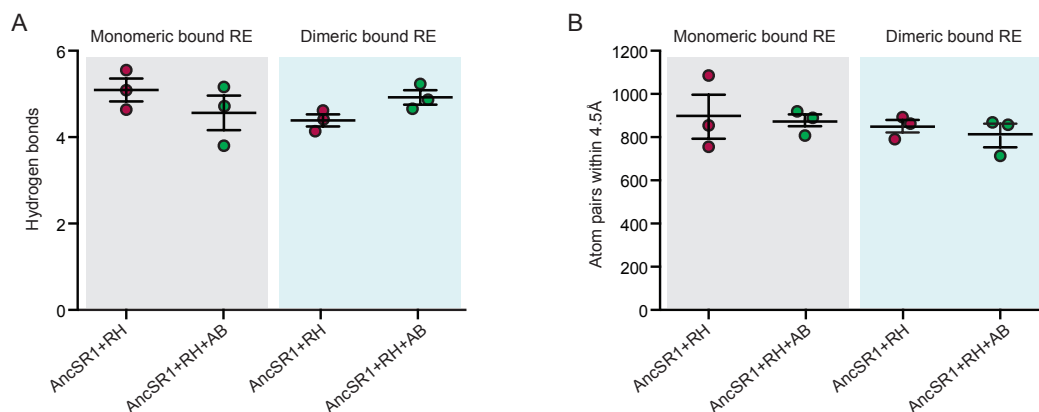 A
Monomeric bound RE
Dimeric bound RE
Hydrogen bonds
6
4
2
0
AncSR1+RH
AncSR1+RH+AB
AncSR1+RH
AncSR1+RH+AB
B
Monomeric bound RE
Dimeric bound RE
Atom pairs within 4.5Å
1200
1000
800
600
400
200
0
AncSR1+RH
AncSR1+RH+AB
AncSR1+RH
AncSR1+RH+AB